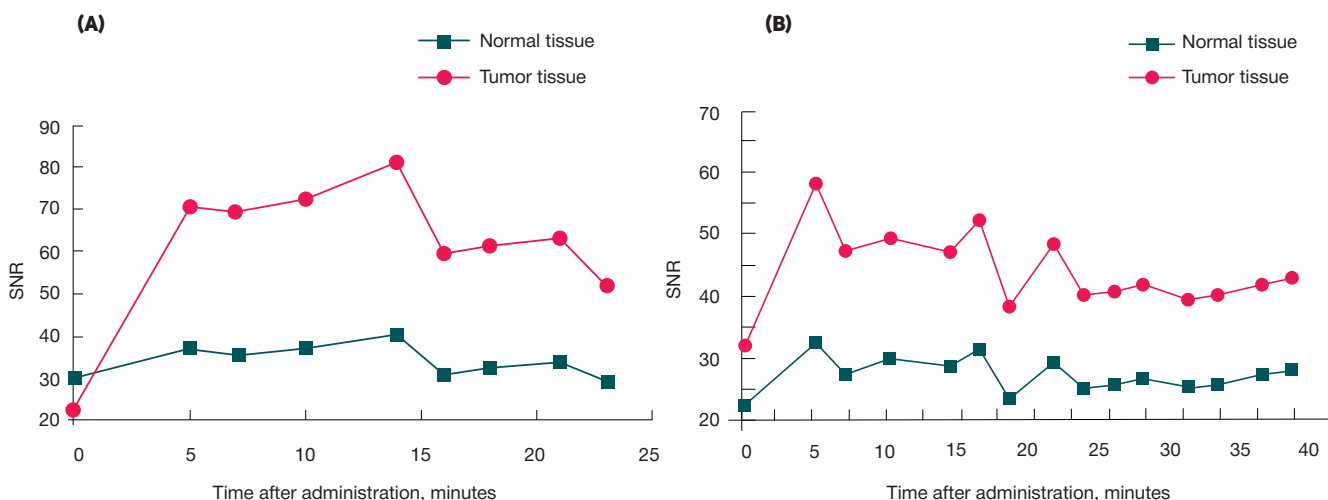 (A)
Normal tissue
Tumor tissue
90
80
70
60
50
40
30
20
SNR
0 5 10 15 20 25
Time after administration, minutes
(B)
Normal tissue
Tumor tissue
70
60
50
40
30
20
SNR
0 5 10 15 20 25 30 35 40
Time after administration, minutes